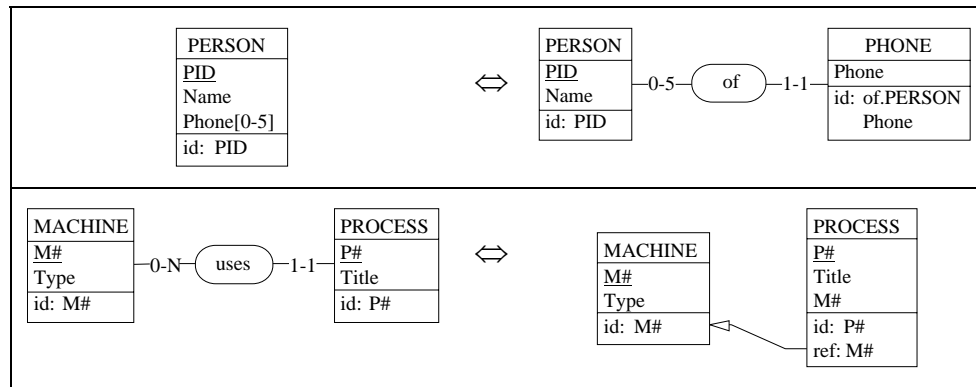 PERSON
PID
Name
Phone[0-5]
id: PID
⇔
PERSON
PID
Name
id: PID
0-5
of
1-1
PHONE
Phone
id: of.PERSON
Phone
MACHINE
M#
Type
id: M#
0-N
uses
1-1
PROCESS
P#
Title
id: P#
⇔
MACHINE
M#
Type
id: M#
PROCESS
P#
Title
M#
id: P#
ref: M#